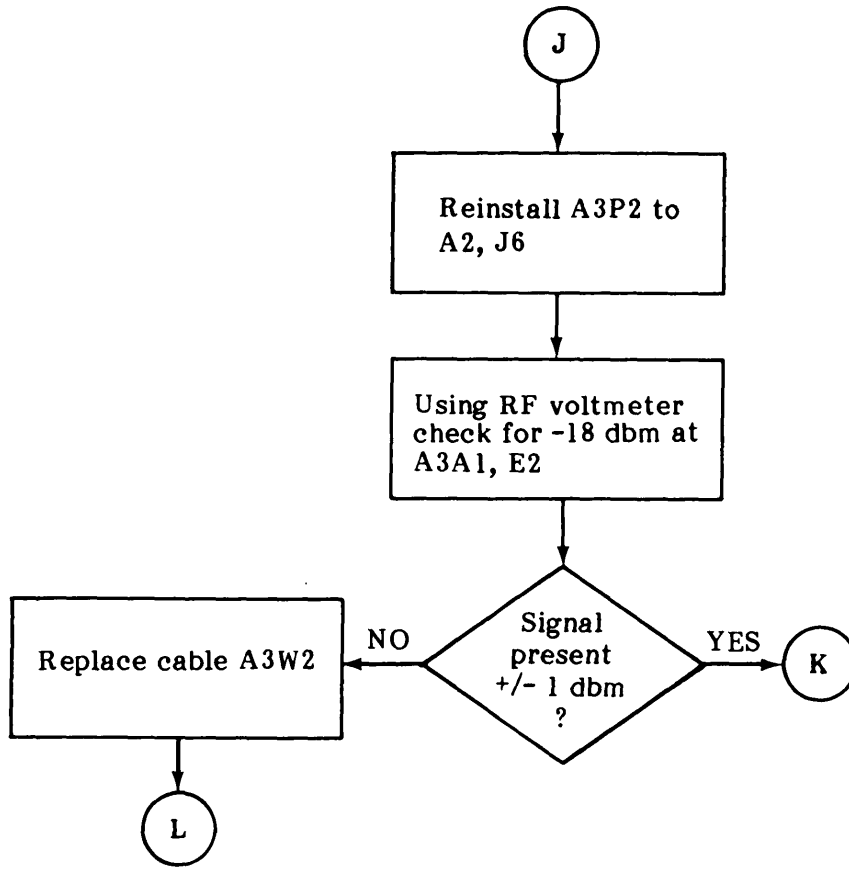 J
Reinstall A3P2 to
A2, J6
Using RF voltmeter
check for -18 dbm at
A3A1, E2
Signal
present
+/- 1 dbm
?
NO
YES
Replace cable A3W2
K
L